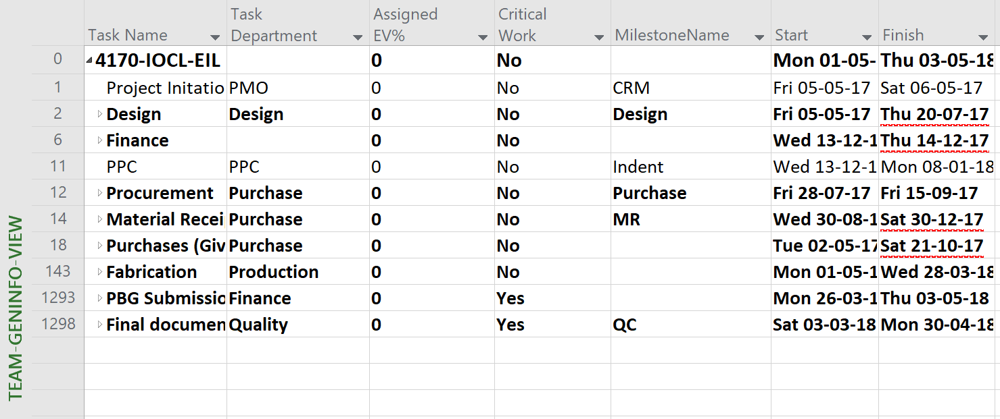 Task Name Task Department Assigned EV% Critical Work MilestoneName Start Finish
0 4170-IOCL-EIL 0 No Mon 01-05- Thu 03-05-18
1 Project Initatio PMO 0 No CRM Fri 05-05-17 Sat 06-05-17
2 Design Design 0 No Design Fri 05-05-17 Thu 20-07-17
6 Finance 0 No Wed 13-12-1 Thu 14-12-17
11 PPC PPC 0 No Indent Wed 13-12-1 Mon 08-01-18
12 Procurement Purchase 0 No Purchase Fri 28-07-17 Fri 15-09-17
14 Material Recei Purchase 0 No MR Wed 30-08-1 Sat 30-12-17
18 Purchases (Giv Purchase 0 No Tue 02-05-17 Sat 21-10-17
143 Fabrication Production 0 No Mon 01-05-1 Wed 28-03-18
1293 PBG Submissio Finance 0 Yes Mon 26-03-1 Thu 03-05-18
1298 Final documen Quality 0 Yes QC Sat 03-03-18 Mon 30-04-18
TEAM-GENINFO-VIEW